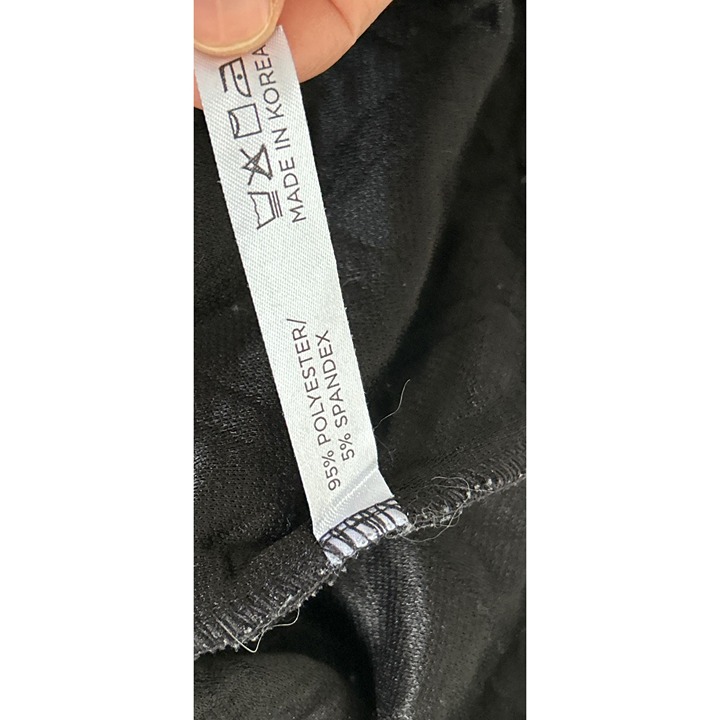 95% POLYESTER/
5% SPANDEX
MADE IN KOREA